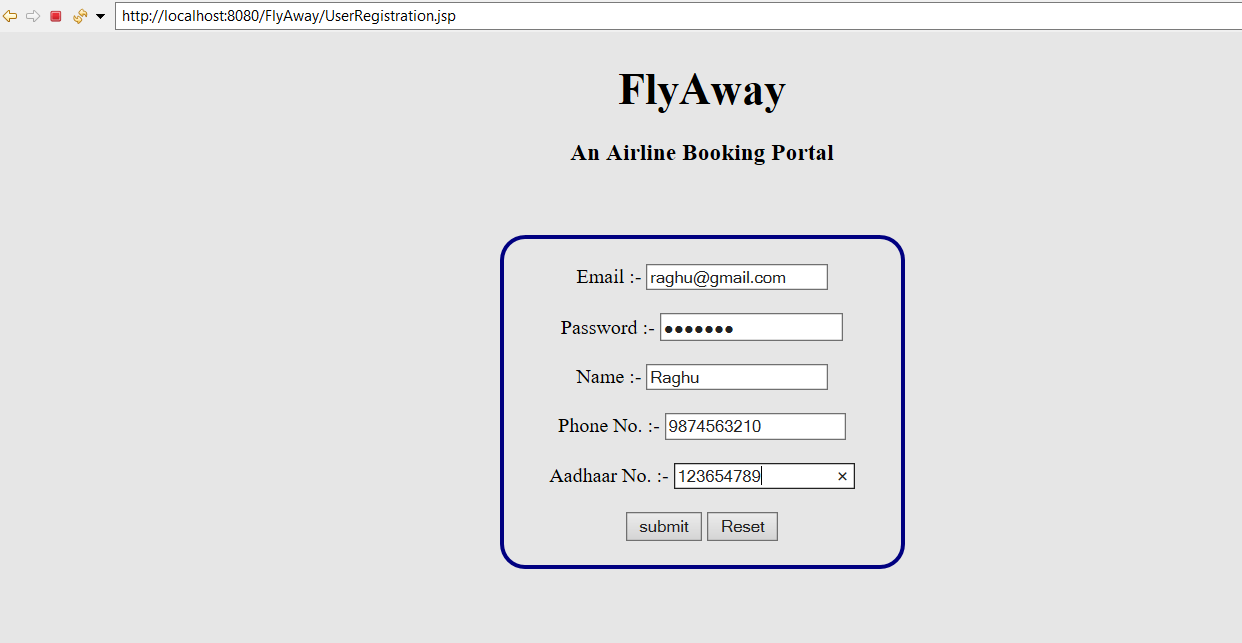 http://localhost:8080/FlyAway/UserRegistration.jsp
FlyAway
An Airline Booking Portal
Email :- raghu@gmail.com
Password :- ●●●●●●●
Name :- Raghu
Phone No. :- 9874563210
Aadhaar No. :- 123654789 ×
submit Reset